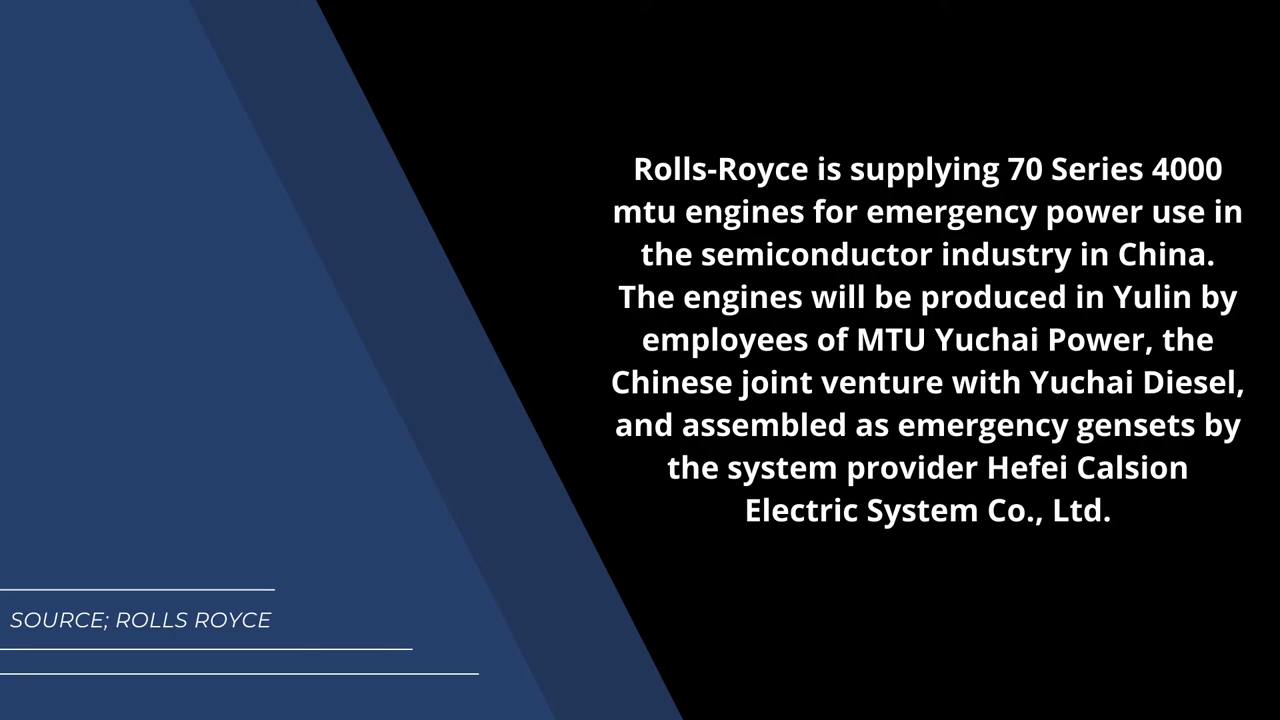 Rolls-Royce is supplying 70 Series 4000
mtu engines for emergency power use in
the semiconductor industry in China.
The engines will be produced in Yulin by
employees of MTU Yuchai Power, the
Chinese joint venture with Yuchai Diesel,
and assembled as emergency gensets by
the system provider Hefei Calsion
Electric System Co., Ltd.
SOURCE; ROLLS ROYCE